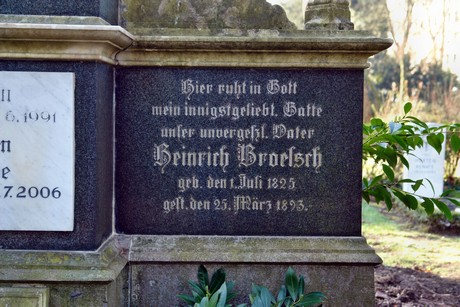 6.1991
7.2006
Hier ruht in Gott
mein innigstgeliebt. Gatte
unser unvergeßl. Vater
Heinrich Broelsch
geb. den 1. Juli 1825
gest. den 25. März 1893.